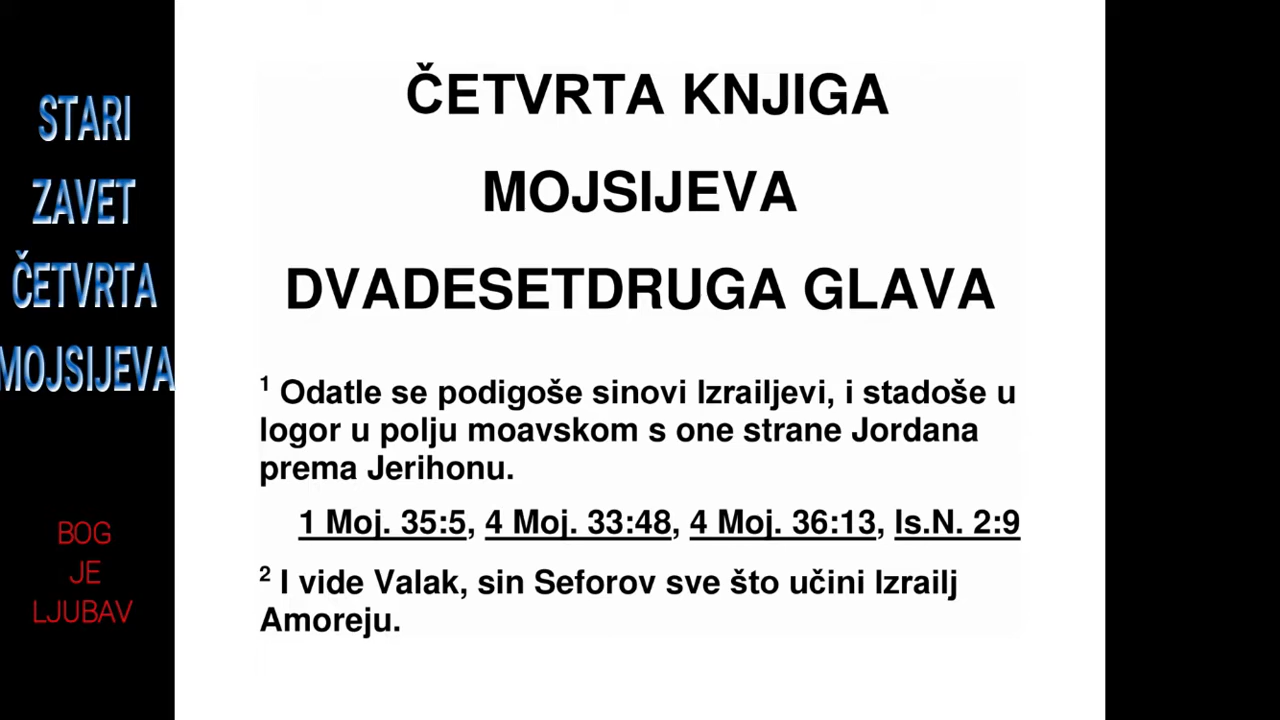 STARI
ZAVET
ČETVRTA
MOJSIJEVA
BOG
JE
LJUBAV
ČETVRTA KNJIGA
MOJSIJEVA
DVADESETDRUGA GLAVA
1 Odatle se podigoše sinovi Izrailjevi, i stadoše u
logor u polju moavskom s one strane Jordana
prema Jerihonu.
1 Moj. 35:5, 4 Moj. 33:48, 4 Moj. 36:13, Is.N. 2:9
2 I vide Valak, sin Seforov sve što učini Izrailj
Amoreju.